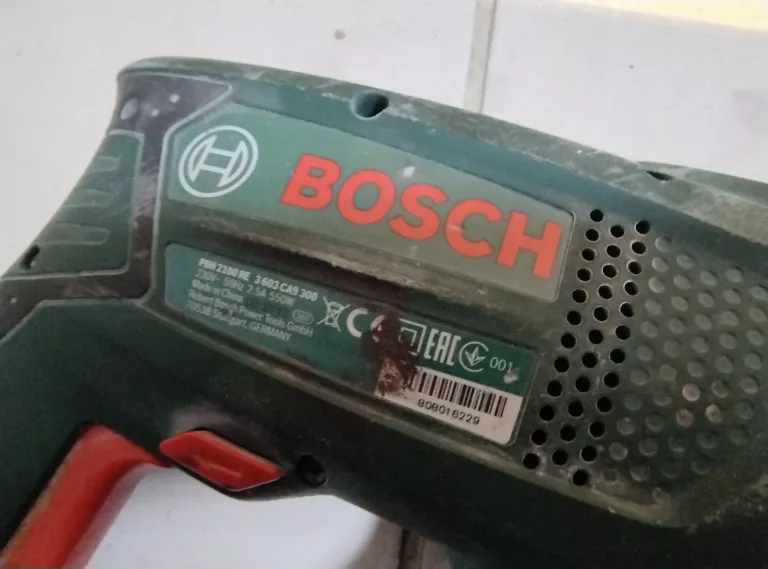 BOSCH
PBH 2100 RE 3 603 CA9 300
230V~ 50Hz 2.5A 550W
Made in China
Robert Bosch Power Tools GmbH
70538 Stuttgart, GERMANY
CE
EAC
001
808016229